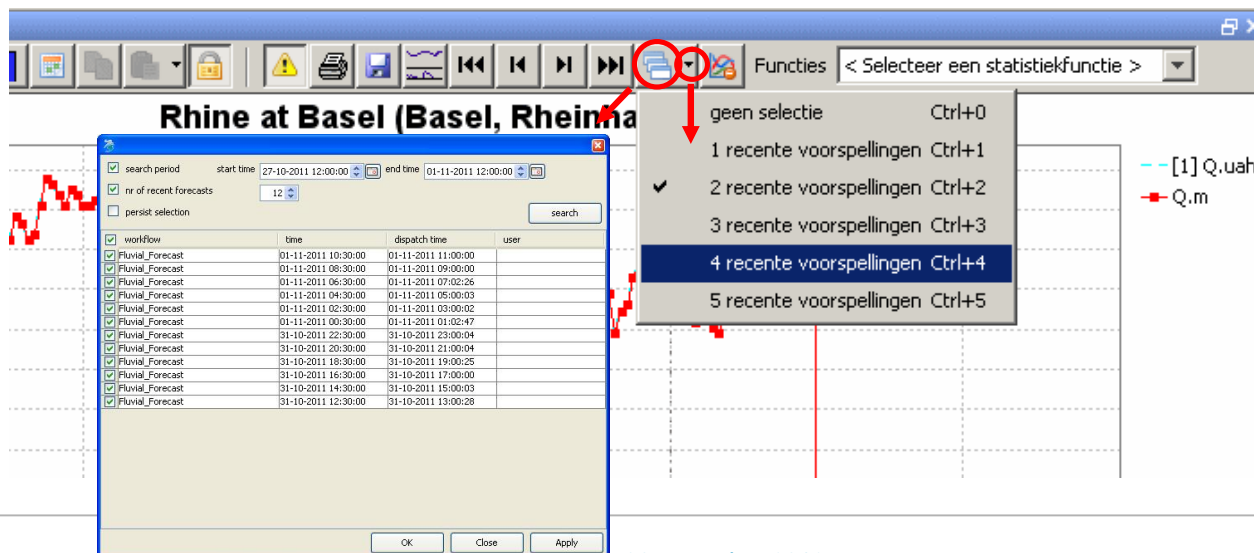 Functies < Selecteer een statistiekfunctie >
Rhine at Basel (Basel, Rheinha
geen selectie Ctrl+0
1 recente voorspellingen Ctrl+1
2 recente voorspellingen Ctrl+2
3 recente voorspellingen Ctrl+3
4 recente voorspellingen Ctrl+4
5 recente voorspellingen Ctrl+5
[1] Q.uah
Q.m
search period start time 27-10-2011 12:00:00 end time 01-11-2011 12:00:00
nr of recent forecasts 12
persist selection search
workflow time dispatch time user
Fluvial_Forecast 01-11-2011 10:30:00 01-11-2011 11:00:00
Fluvial_Forecast 01-11-2011 08:30:00 01-11-2011 09:00:00
Fluvial_Forecast 01-11-2011 06:30:00 01-11-2011 07:02:26
Fluvial_Forecast 01-11-2011 04:30:00 01-11-2011 05:00:03
Fluvial_Forecast 01-11-2011 02:30:00 01-11-2011 03:00:02
Fluvial_Forecast 01-11-2011 00:30:00 01-11-2011 01:02:47
Fluvial_Forecast 31-10-2011 22:30:00 31-10-2011 23:00:04
Fluvial_Forecast 31-10-2011 20:30:00 31-10-2011 21:00:04
Fluvial_Forecast 31-10-2011 18:30:00 31-10-2011 19:00:25
Fluvial_Forecast 31-10-2011 16:30:00 31-10-2011 17:00:00
Fluvial_Forecast 31-10-2011 14:30:00 31-10-2011 15:00:03
Fluvial_Forecast 31-10-2011 12:30:00 31-10-2011 13:00:28
OK Close Apply